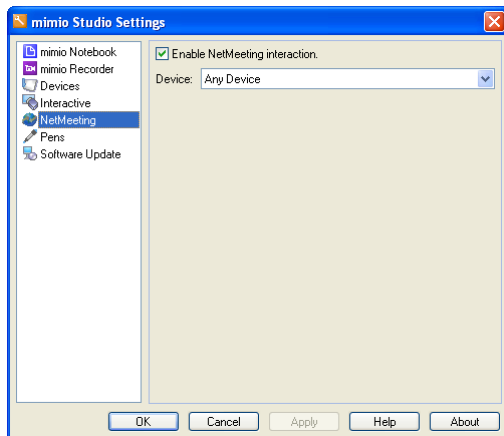 mimio Studio Settings
mimio Notebook
mimio Recorder
Devices
Interactive
NetMeeting
Pens
Software Update
Enable NetMeeting interaction.
Device: Any Device
OK Cancel Apply Help About